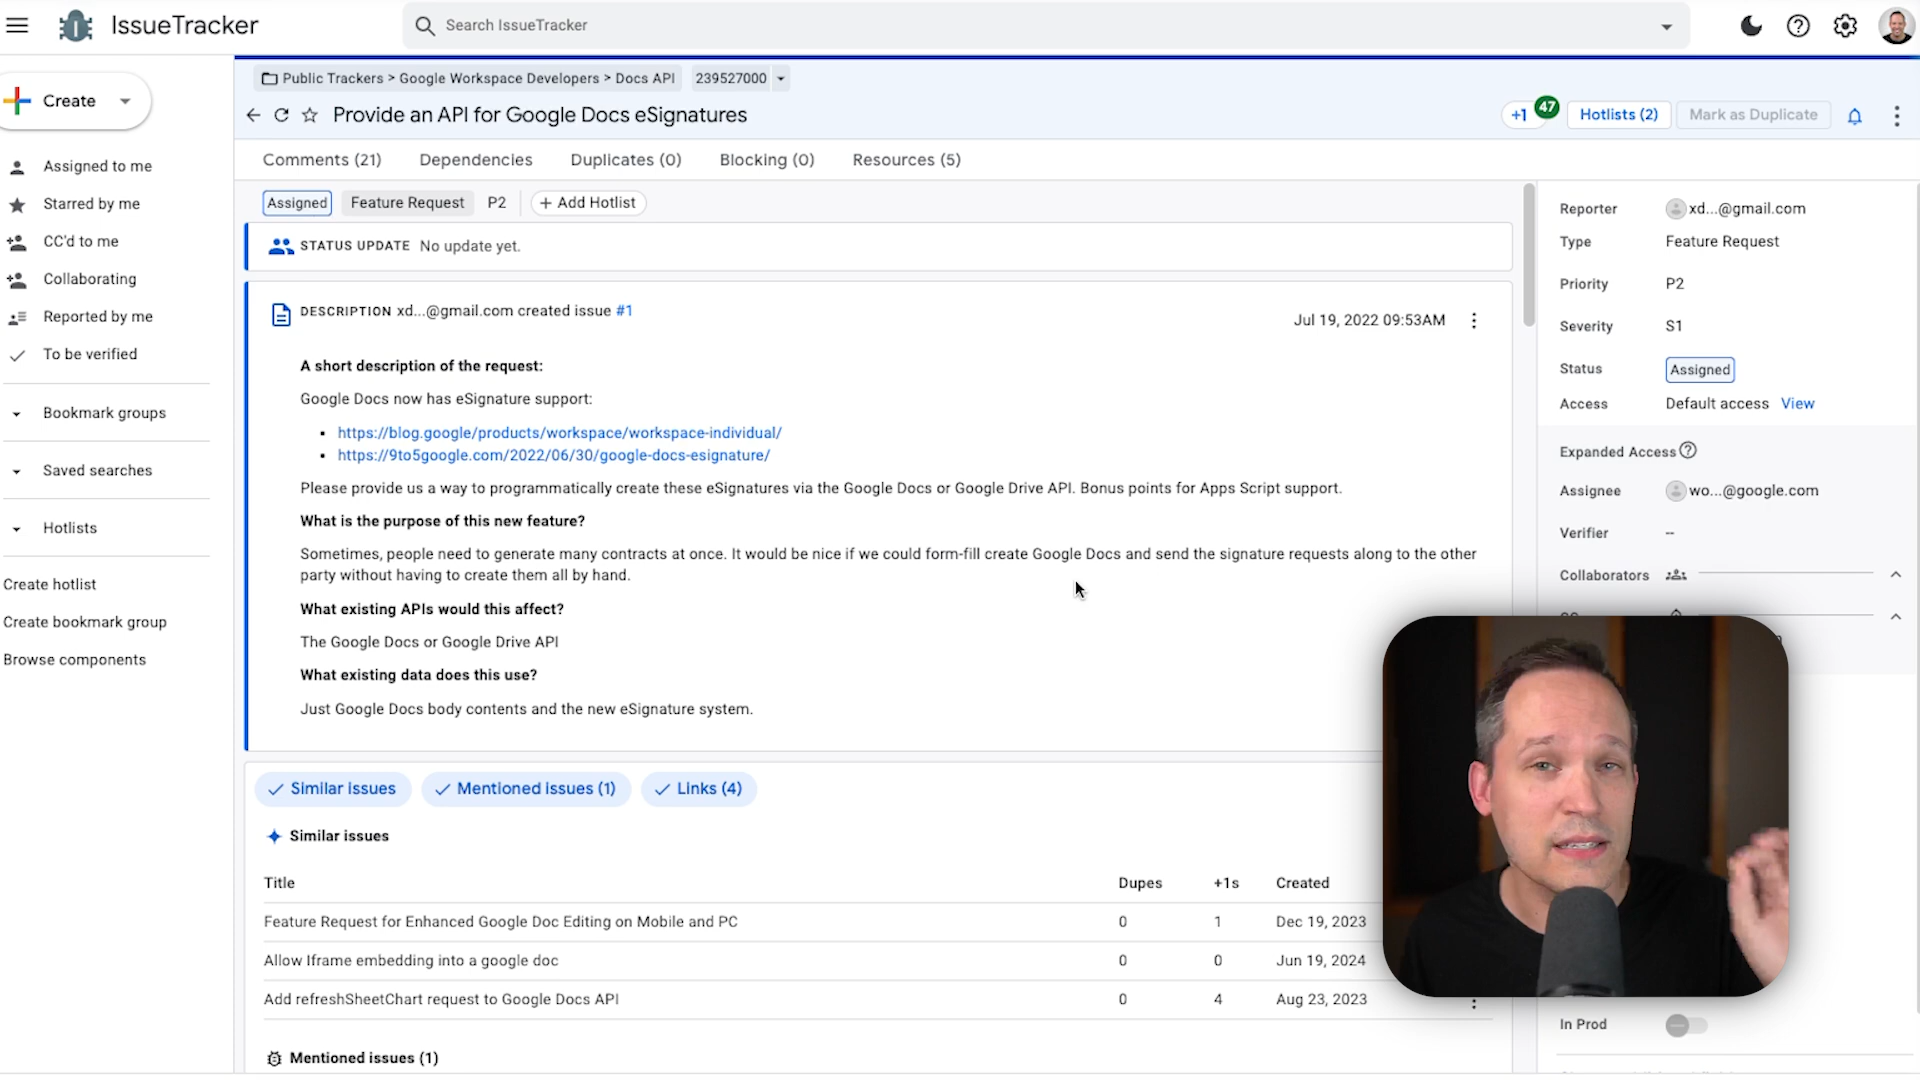 IssueTracker
Search IssueTracker
Create
Assigned to me
Starred by me
CC'd to me
Collaborating
Reported by me
To be verified
Bookmark groups
Saved searches
Hotlists
Create hotlist
Create bookmark group
Browse components
Public Trackers > Google Workspace Developers > Docs API
239527000
Provide an API for Google Docs eSignatures
+1 47
Hotlists (2)
Mark as Duplicate
Comments (21)
Dependencies
Duplicates (0)
Blocking (0)
Resources (5)
Assigned
Feature Request
P2
+ Add Hotlist
STATUS UPDATE No update yet.
DESCRIPTION xd...@gmail.com created issue #1
Jul 19, 2022 09:53AM
A short description of the request:
Google Docs now has eSignature support:
https://blog.google/products/workspace/workspace-individual/
https://9to5google.com/2022/06/30/google-docs-esignature/
Please provide us a way to programmatically create these eSignatures via the Google Docs or Google Drive API. Bonus points for Apps Script support.
What is the purpose of this new feature?
Sometimes, people need to generate many contracts at once. It would be nice if we could form-fill create Google Docs and send the signature requests along to the other
party without having to create them all by hand.
What existing APIs would this affect?
The Google Docs or Google Drive API
What existing data does this use?
Just Google Docs body contents and the new eSignature system.
Similar issues
Mentioned issues (1)
Links (4)
Similar issues
Title Dupes +1s Created
Feature Request for Enhanced Google Doc Editing on Mobile and PC 0 1 Dec 19, 2023
Allow Iframe embedding into a google doc 0 0 Jun 19, 2024
Add refreshSheetChart request to Google Docs API 0 4 Aug 23, 2023
Mentioned issues (1)
Reporter xd...@gmail.com
Type Feature Request
Priority P2
Severity S1
Status Assigned
Access Default access View
Expanded Access
Assignee wo...@google.com
Verifier --
Collaborators
In Prod